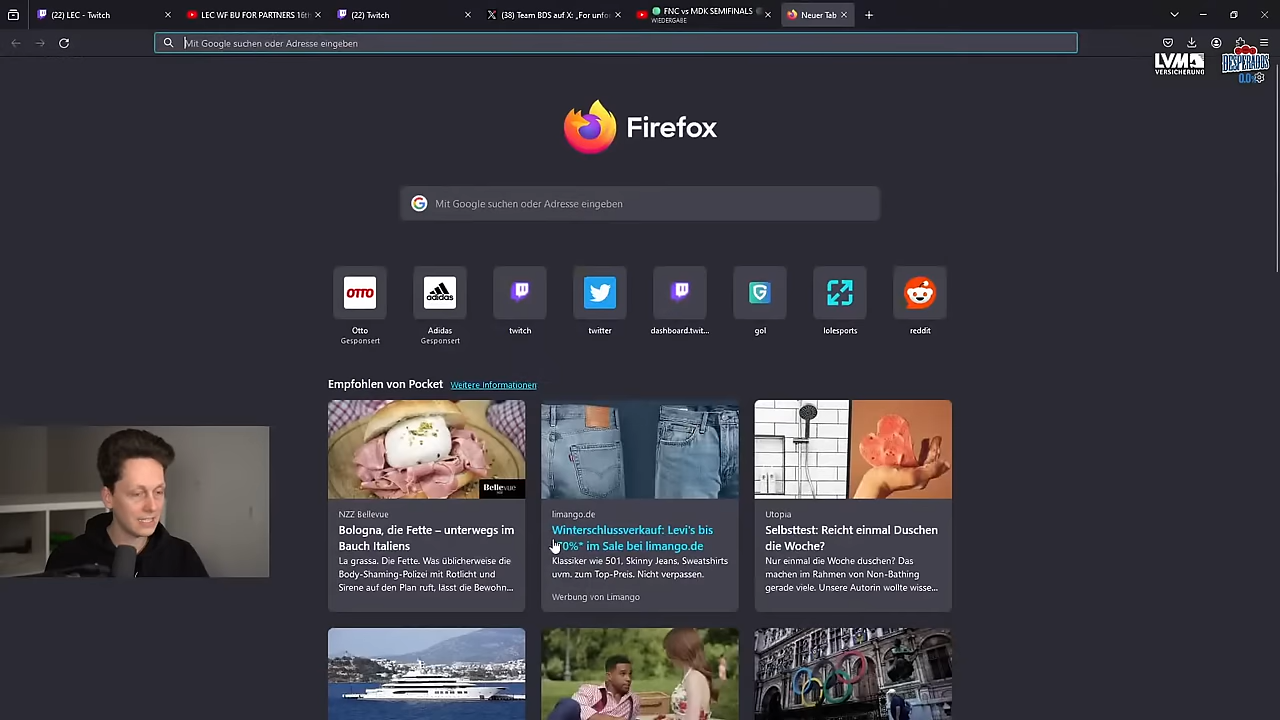 (22) LEC - Twitch
LEC WF BU FOR PARTNERS 16th
(22) Twitch
(38) Team BDS auf X: „For unfor
FNC vs MDK SEMIFINALS
WIEDERGABE
Neuer Tab
Mit Google suchen oder Adresse eingeben
LVM
VERSICHERUNG
DESPERADOS
Firefox
Mit Google suchen oder Adresse eingeben
OTTO
adidas
Otto
Gesponsert
Adidas
Gesponsert
twitch
twitter
dashboard.twit...
gol
lolesports
reddit
Empfohlen von Pocket
Weitere Informationen
Bellevue
NZZ
NZZ Bellevue
Bologna, die Fette – unterwegs im
Bauch Italiens
La grassa. Die Fette. Was üblicherweise die
Body-Shaming-Polizei mit Rotlicht und
Sirene auf den Plan ruft, lässt die Bewohn...
limango.de
Winterschlussverkauf: Levi's bis
70%* im Sale bei limango.de
Klassiker wie 501, Skinny Jeans, Sweatshirts
uvm. zum Top-Preis. Nicht verpassen.
Werbung von Limango
Utopia
Selbsttest: Reicht einmal Duschen
die Woche?
Nur einmal die Woche duschen? Das
machen im Rahmen von Non-Bathing
gerade viele. Unsere Autorin wollte wisse...